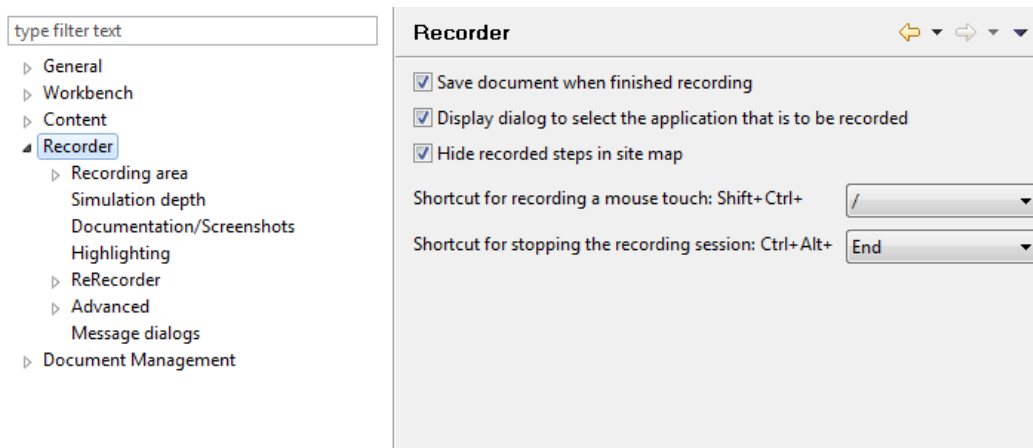 type filter text
General
Workbench
Content
Recorder
Recording area
Simulation depth
Documentation/Screenshots
Highlighting
ReRecorder
Advanced
Message dialogs
Document Management
Recorder
Save document when finished recording
Display dialog to select the application that is to be recorded
Hide recorded steps in site map
Shortcut for recording a mouse touch: Shift+Ctrl+ /
Shortcut for stopping the recording session: Ctrl+Alt+ End